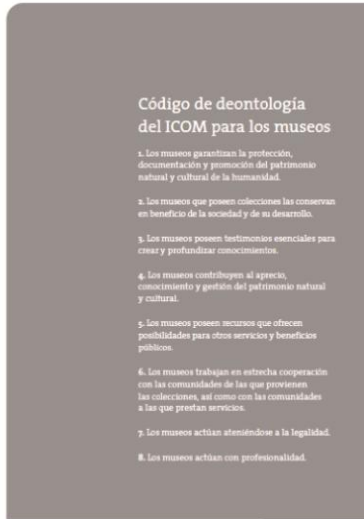 Código de deontología
del ICOM para los museos
1. Los museos garantizan la protección,
documentación y promoción del patrimonio
natural y cultural de la humanidad.
2. Los museos que poseen colecciones las conservan
en beneficio de la sociedad y de su desarrollo.
3. Los museos poseen testimonios esenciales para
crear y profundizar conocimientos.
4. Los museos contribuyen al aprecio,
conocimiento y gestión del patrimonio natural
y cultural.
5. Los museos poseen recursos que ofrecen
posibilidades para otros servicios y beneficios
públicos.
6. Los museos trabajan en estrecha cooperación
con las comunidades de las que provienen
las colecciones, así como con las comunidades
a las que prestan servicios.
7. Los museos actúan ateniéndose a la legalidad.
8. Los museos actúan con profesionalidad.